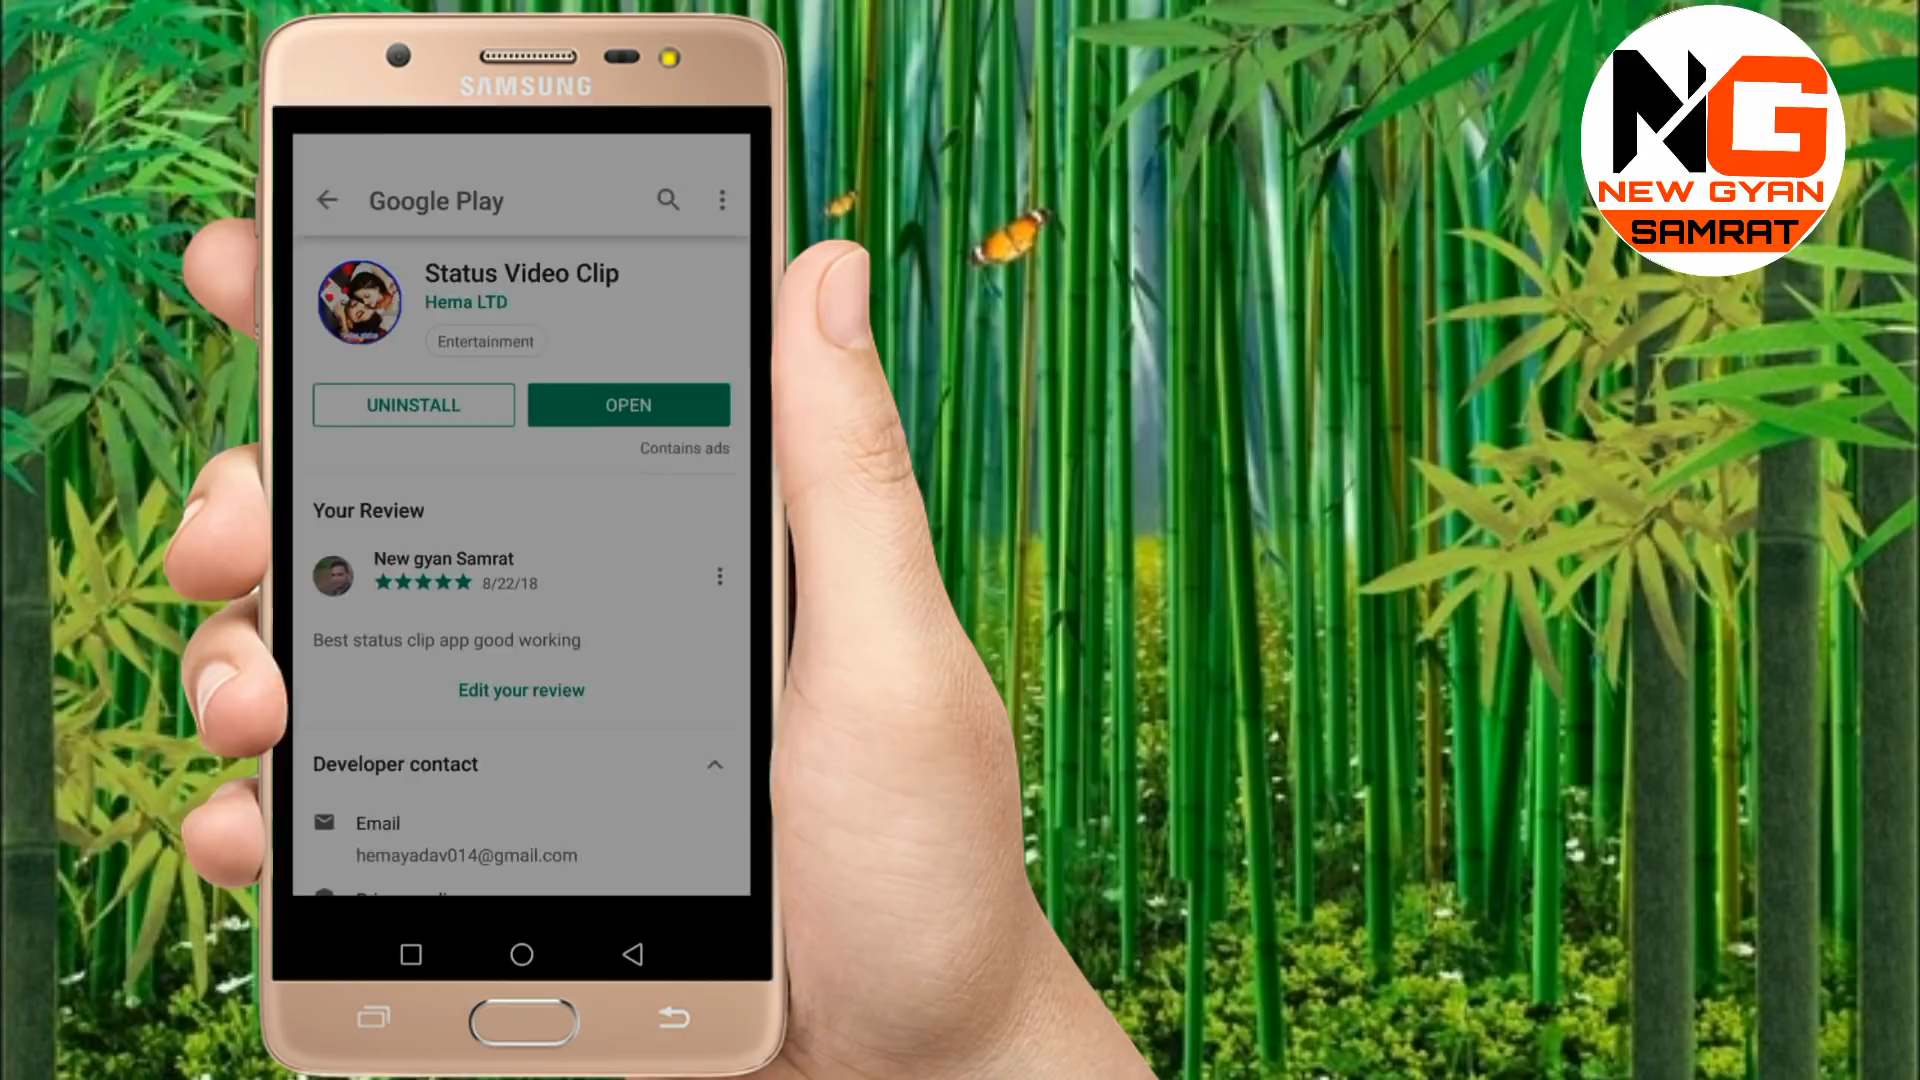 SAMSUNG
Google Play
Status Video Clip
Hema LTD
Entertainment
UNINSTALL
OPEN
Contains ads
Your Review
New gyan Samrat
8/22/18
Best status clip app good working
Edit your review
Developer contact
Email
hemayadav014@gmail.com
NG
NEW GYAN
SAMRAT